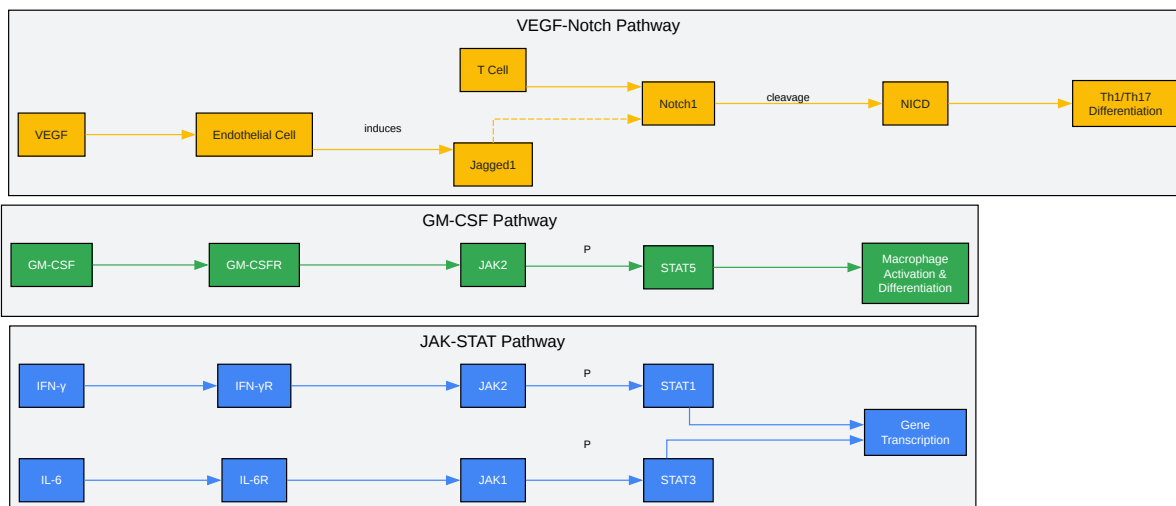 VEGF-Notch Pathway
T Cell
Notch1
cleavage
NICD
Th1/Th17
Differentiation
VEGF
Endothelial Cell
induces
Jagged1
GM-CSF Pathway
GM-CSF
GM-CSFR
JAK2
P
STAT5
Macrophage
Activation &
Differentiation
JAK-STAT Pathway
IFN-γ
IFN-γR
JAK2
P
STAT1
Gene
Transcription
IL-6
IL-6R
JAK1
P
STAT3